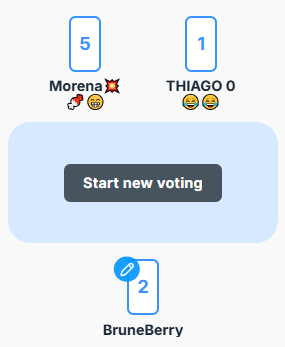 5
1
Morena💥
THIAGO 0
😂😂
Start new voting
2
BruneBerry